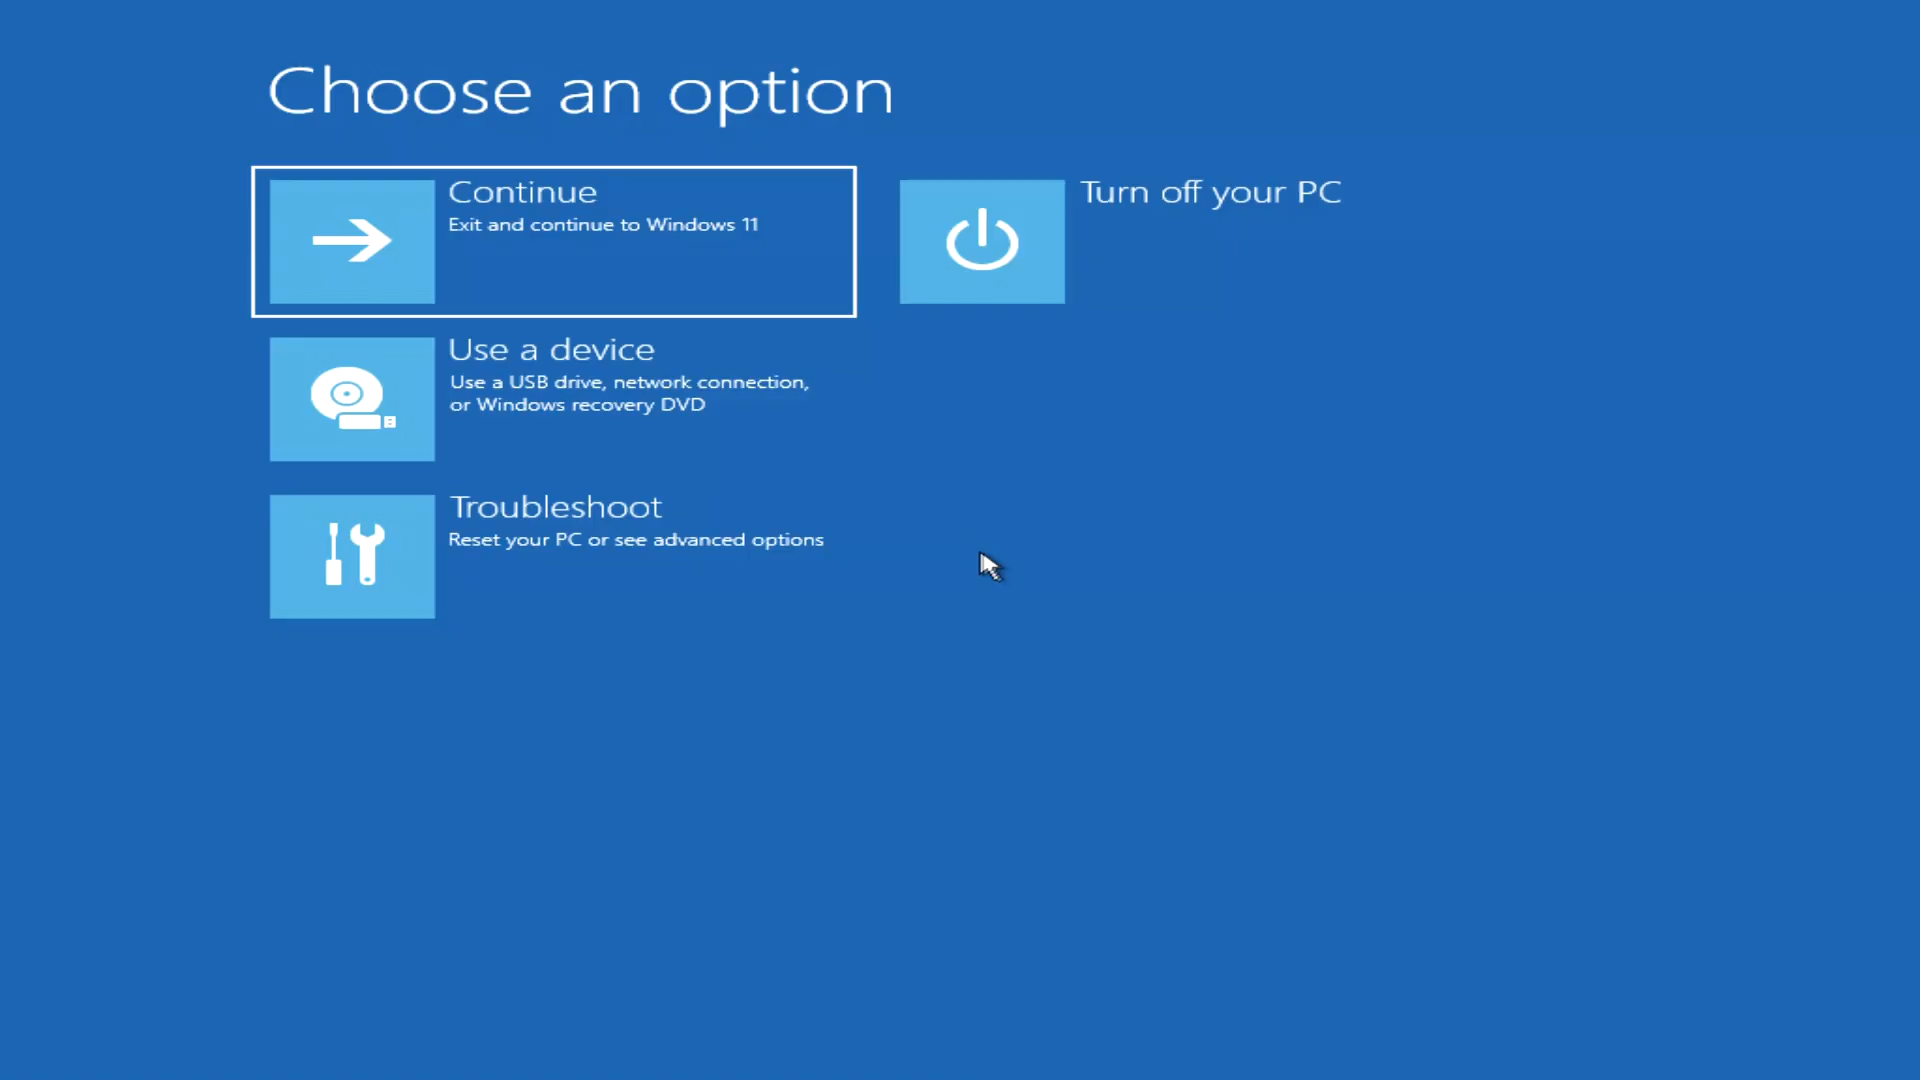 Choose an option
Continue
Exit and continue to Windows 11
Turn off your PC
Use a device
Use a USB drive, network connection,
or Windows recovery DVD
Troubleshoot
Reset your PC or see advanced options